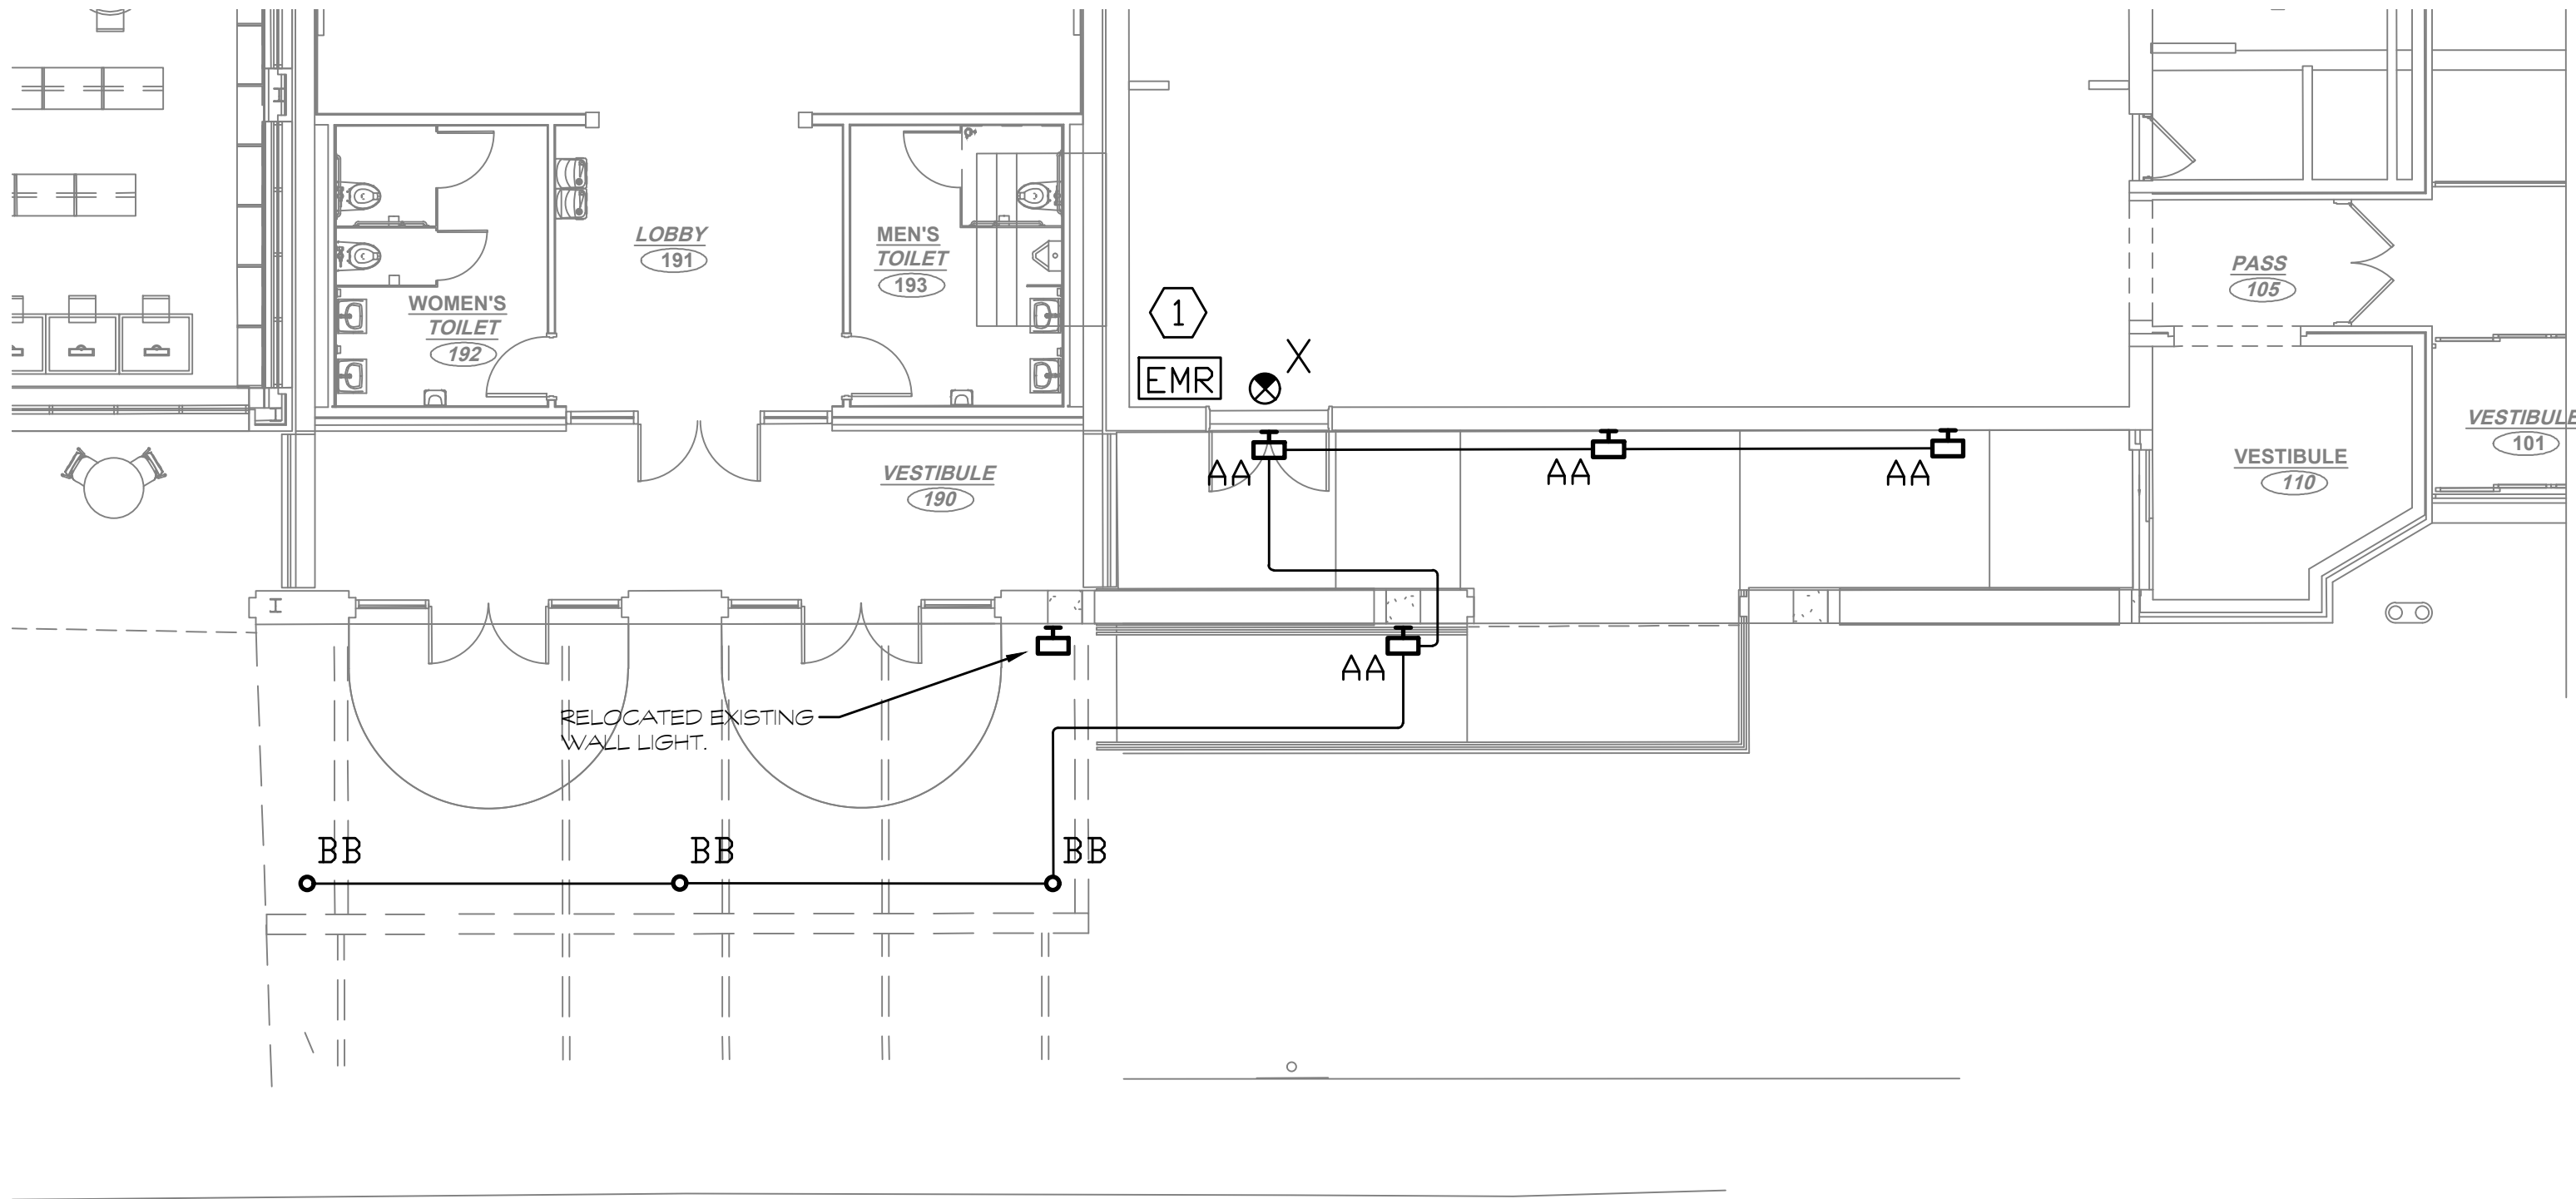 LOBBY
191
MEN'S
TOILET
193
WOMEN'S
TOILET
192
1
EMR
X
PASS
105
VESTIBULE
101
VESTIBULE
110
VESTIBULE
190
AA
AA
AA
AA
RELOCATED EXISTING
WALL LIGHT.
BB
BB
BB